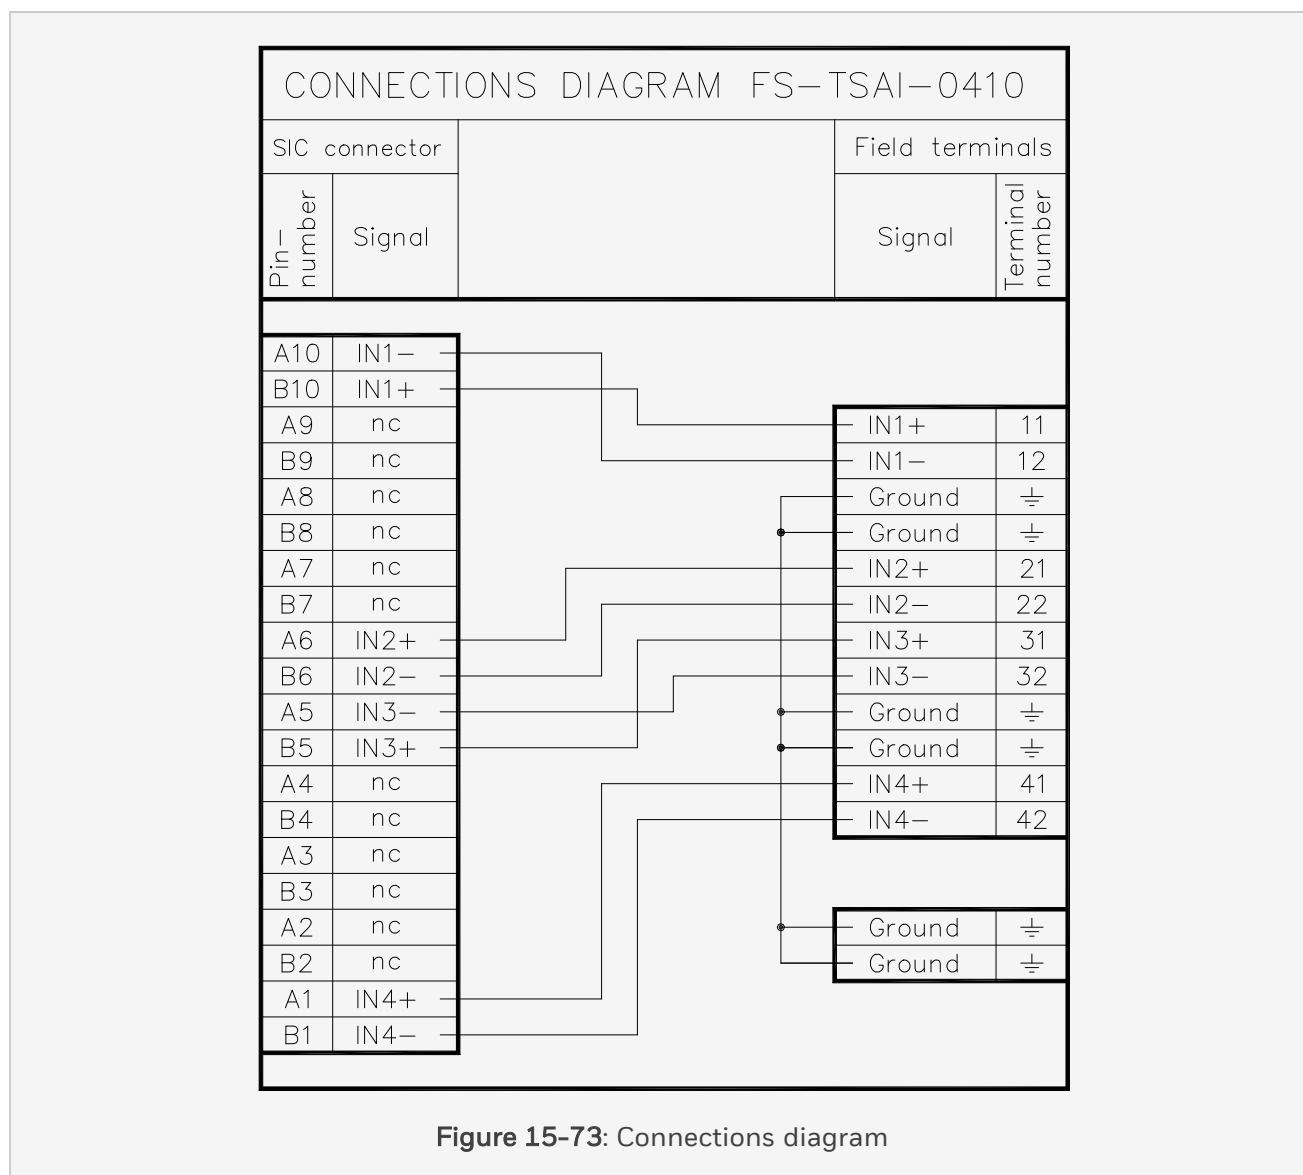 CONNECTIONS DIAGRAM FS-TSAI-0410
SIC connector
Field terminals
Pin-
number
Signal
Signal
Terminal
number
A10 IN1-
B10 IN1+
A9 nc
B9 nc
A8 nc
B8 nc
A7 nc
B7 nc
A6 IN2+
B6 IN2-
A5 IN3-
B5 IN3+
A4 nc
B4 nc
A3 nc
B3 nc
A2 nc
B2 nc
A1 IN4+
B1 IN4-
IN1+ 11
IN1- 12
Ground
Ground
IN2+ 21
IN2- 22
IN3+ 31
IN3- 32
Ground
Ground
IN4+ 41
IN4- 42
Ground
Ground
Figure 15-73: Connections diagram